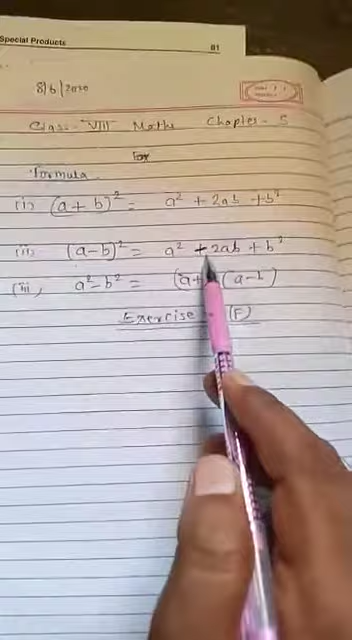 Special Products 81
8/6/2020
Class - VIII Maths Chapter - 5
For
Formula
(i) (a + b)² = a² + 2ab + b²
(ii) (a - b)² = a² + 2ab + b²
(iii) a² - b² = (a + (a - b)
Exercise (F)